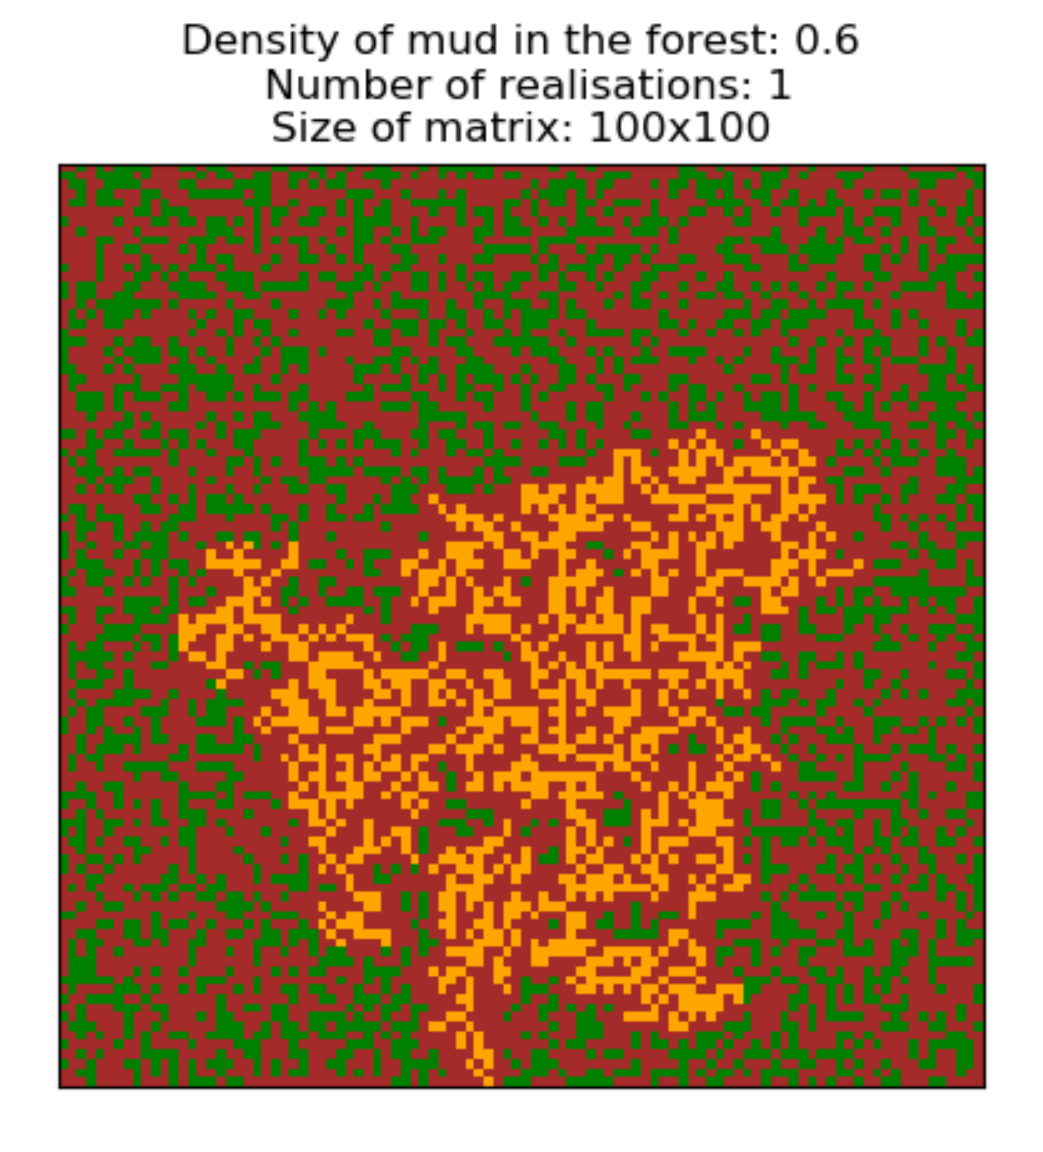 Density of mud in the forest: 0.6
Number of realisations: 1
Size of matrix: 100x100